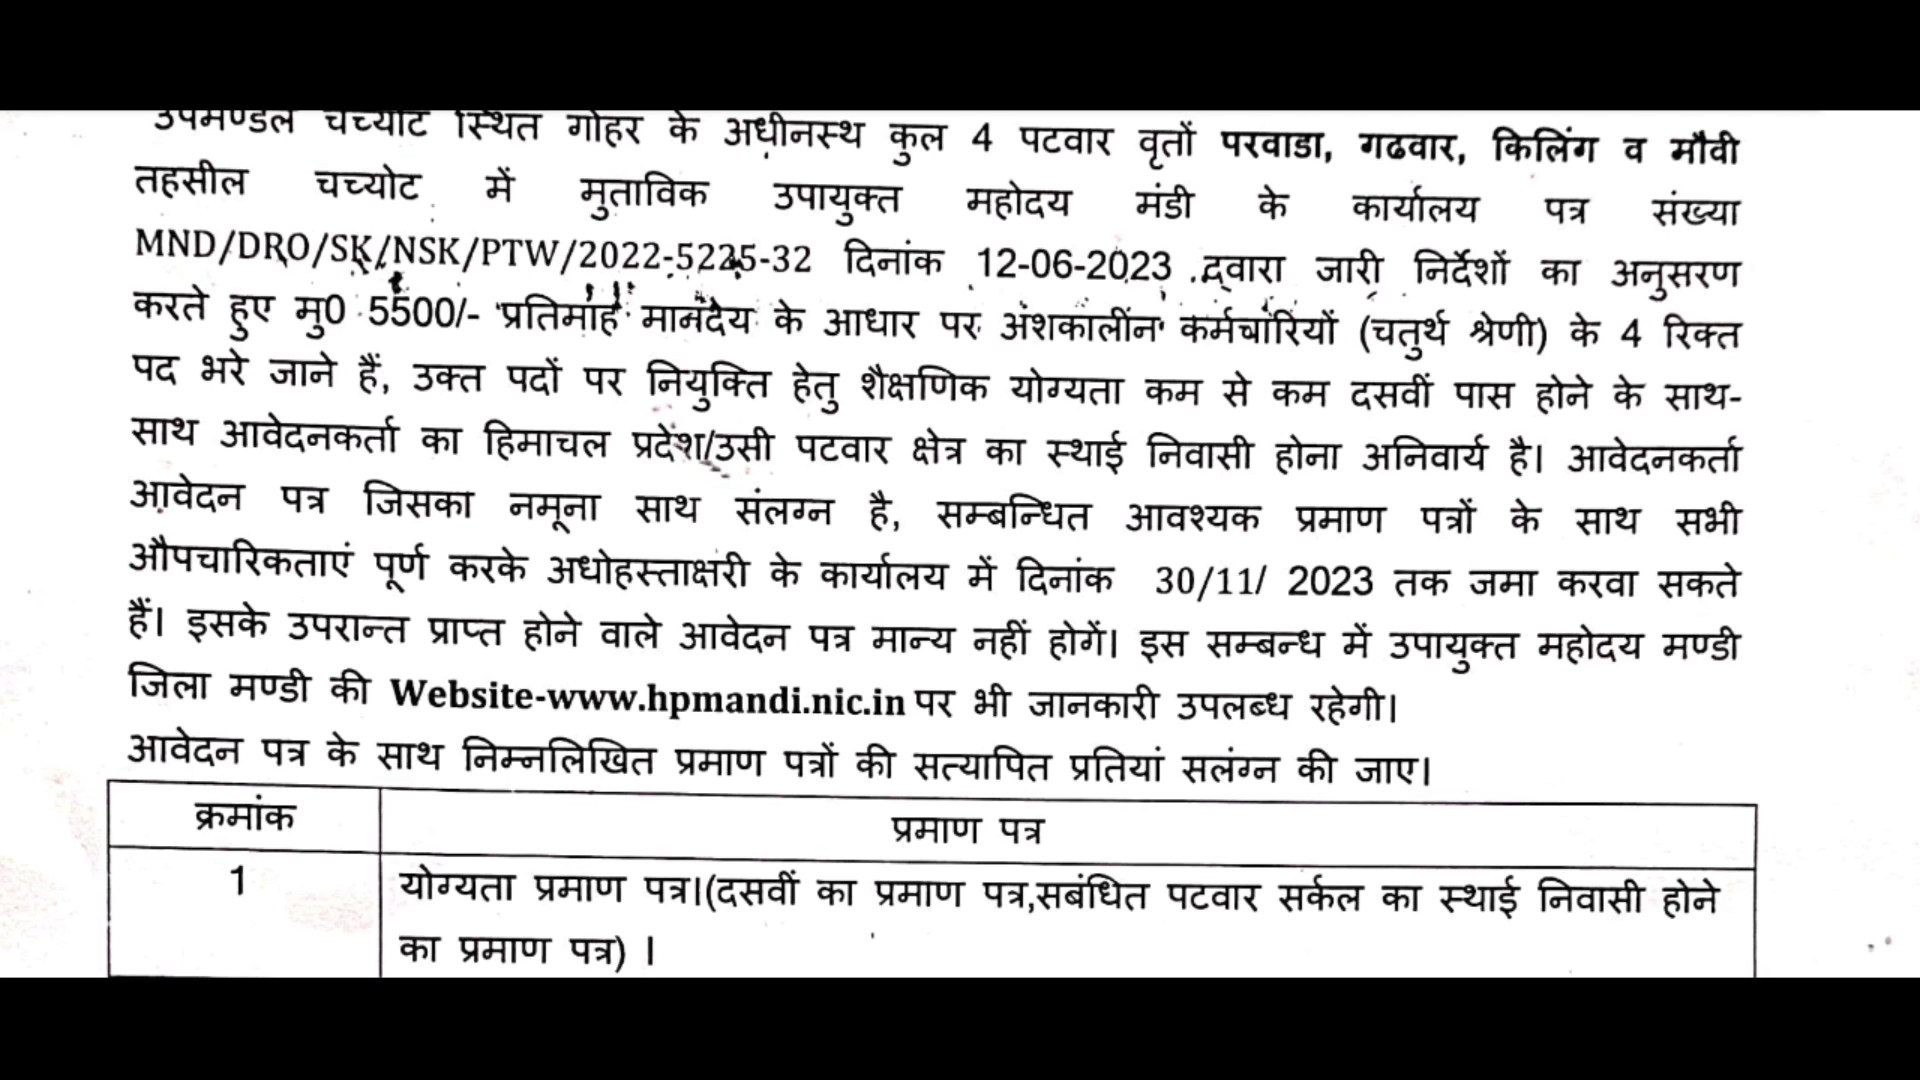 उपमण्डल चच्योट स्थित गोहर के अधीनस्थ कुल 4 पटवार वृतों परवाडा, गढवार, किलिंग व मौवी
तहसील चच्योट में मुताविक उपायुक्त महोदय मंडी के कार्यालय पत्र संख्या
MND/DRO/SK/NSK/PTW/2022-5225-32 दिनांक 12-06-2023 द्वारा जारी निर्देशों का अनुसरण
करते हुए मु0 5500/- प्रतिमाह मानदेय के आधार पर अंशकालीन कर्मचारियों (चतुर्थ श्रेणी) के 4 रिक्त
पद भरे जाने हैं, उक्त पदों पर नियुक्ति हेतु शैक्षणिक योग्यता कम से कम दसवीं पास होने के साथ-
साथ आवेदनकर्ता का हिमाचल प्रदेश/उसी पटवार क्षेत्र का स्थाई निवासी होना अनिवार्य है। आवेदनकर्ता
आवेदन पत्र जिसका नमूना साथ संलग्न है, सम्बन्धित आवश्यक प्रमाण पत्रों के साथ सभी
औपचारिकताएं पूर्ण करके अधोहस्ताक्षरी के कार्यालय में दिनांक 30/11/ 2023 तक जमा करवा सकते
हैं। इसके उपरान्त प्राप्त होने वाले आवेदन पत्र मान्य नहीं होगें। इस सम्बन्ध में उपायुक्त महोदय मण्डी
जिला मण्डी की Website-www.hpmandi.nic.in पर भी जानकारी उपलब्ध रहेगी।
आवेदन पत्र के साथ निम्नलिखित प्रमाण पत्रों की सत्यापित प्रतियां सलंग्न की जाए।
क्रमांक प्रमाण पत्र
1 योग्यता प्रमाण पत्र।(दसवीं का प्रमाण पत्र,सबंधित पटवार सर्कल का स्थाई निवासी होने
का प्रमाण पत्र) ।